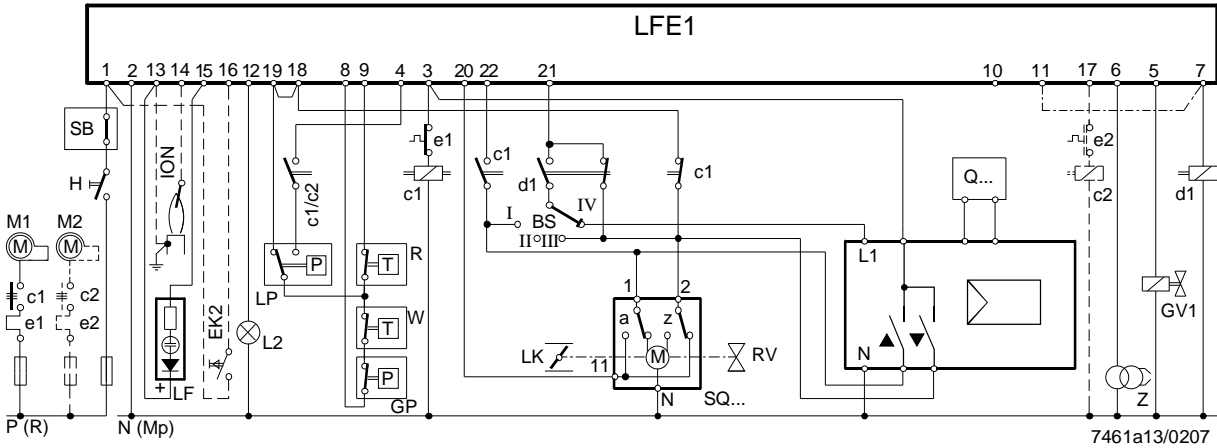 LFE1
1 2 13 14 15 16 12 19 18 8 9 4 3 20 22 21 10 11 17 6 5 7
SB
H
ION
c1/c2
e1
c1
c1
d1
c1
e2
c2
d1
Q...
I
BS
IV
II
III
L1
M1
M
M2
M
c1
c2
e1
e2
EK2
L2
LF
+
LP
P
R
T
W
T
GP
P
1
2
a
z
M
LK
11
N
SQ...
RV
N
GV1
Z
P (R)
N (Mp)
7461a13/0207